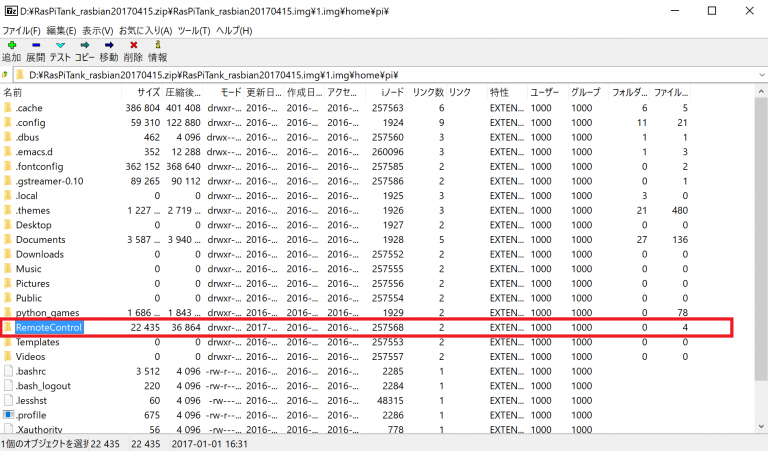 D:¥RasPiTank_rasbian20170415.zip¥RasPiTank_rasbian20170415.img¥1.img¥home¥pi¥
ファイル(F) 編集(E) 表示(V) お気に入り(A) ツール(T) ヘルプ(H)
追加 展開 テスト コピー 移動 削除 情報
D:¥RasPiTank_rasbian20170415.zip¥RasPiTank_rasbian20170415.img¥1.img¥home¥pi¥
名前 サイズ 圧縮後... モード 更新日... 作成日... アクセ... iノード リンク数 リンク 特性 ユーザー グループ フォルダ... ファイル...
.cache 386 804 401 408 drwxr-... 2016-... 2016-... 2016-... 257563 6 EXTEN... 1000 1000 6 5
.config 59 310 122 880 drwxr-... 2016-... 2016-... 2016-... 1924 9 EXTEN... 1000 1000 11 21
.dbus 462 4 096 drwx--... 2016-... 2016-... 2016-... 257560 3 EXTEN... 1000 1000 1 1
.emacs.d 352 12 288 drwx--... 2016-... 2016-... 2016-... 260096 3 EXTEN... 1000 1000 1 3
.fontconfig 362 152 368 640 drwxr-... 2016-... 2016-... 2016-... 257585 2 EXTEN... 1000 1000 0 2
.gstreamer-0.10 89 265 90 112 drwxr-... 2016-... 2016-... 2016-... 257586 2 EXTEN... 1000 1000 0 1
.local 0 0 drwxr-... 2016-... 2016-... 2016-... 1925 3 EXTEN... 1000 1000 3 0
.themes 1 227 ... 2 719 ... drwxr-... 2016-... 2016-... 2016-... 1926 3 EXTEN... 1000 1000 21 480
Desktop 0 0 drwxr-... 2016-... 2016-... 2016-... 1927 2 EXTEN... 1000 1000 0 0
Documents 3 587 ... 3 940 ... drwxr-... 2016-... 2016-... 2016-... 1928 5 EXTEN... 1000 1000 27 136
Downloads 0 0 drwxr-... 2016-... 2016-... 2016-... 257552 2 EXTEN... 1000 1000 0 0
Music 0 0 drwxr-... 2016-... 2016-... 2016-... 257555 2 EXTEN... 1000 1000 0 0
Pictures 0 0 drwxr-... 2016-... 2016-... 2016-... 257556 2 EXTEN... 1000 1000 0 0
Public 0 0 drwxr-... 2016-... 2016-... 2016-... 257554 2 EXTEN... 1000 1000 0 0
python_games 1 686 ... 1 843 ... drwxr-... 2016-... 2016-... 2016-... 1929 2 EXTEN... 1000 1000 0 78
RemoteControl 22 435 36 864 drwxr-... 2017-... 2016-... 2016-... 257568 2 EXTEN... 1000 1000 0 4
Templates 0 0 drwxr-... 2016-... 2016-... 2016-... 257553 2 EXTEN... 1000 1000 0 0
Videos 0 0 drwxr-... 2016-... 2016-... 2016-... 257557 2 EXTEN... 1000 1000 0 0
.bashrc 3 512 4 096 -rw-r--... 2016-... 2016-... 2016-... 2285 1 EXTEN... 1000 1000
.bash_logout 220 4 096 -rw-r--... 2016-... 2016-... 2016-... 2284 1 EXTEN... 1000 1000
.lesshst 60 4 096 -rw---... 2016-... 2016-... 2016-... 48315 1 EXTEN... 1000 1000
.profile 675 4 096 -rw-r--... 2016-... 2016-... 2016-... 2286 1 EXTEN... 1000 1000
.Xauthority 56 4 096 -rw---... 2016-... 2016-... 2016-... 778 1 EXTEN... 1000 1000
1個のオブジェクトを選択 22 435 22 435 2017-01-01 16:31